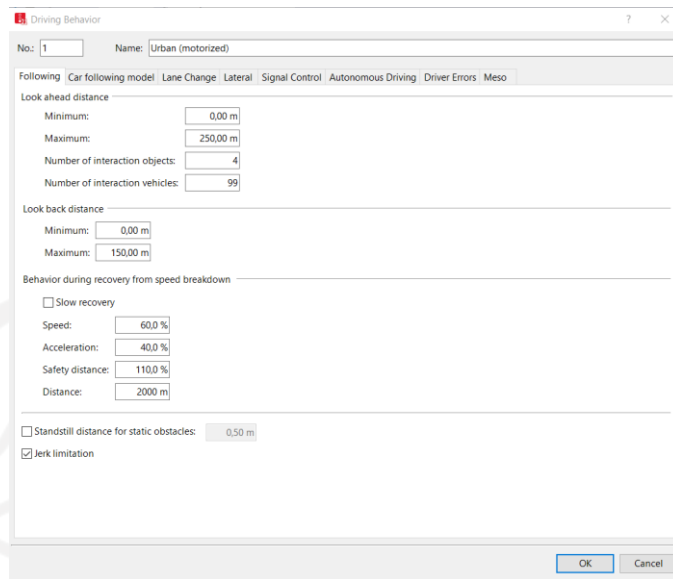 Driving Behavior ?
No.: 1 Name: Urban (motorized)
Following Car following model Lane Change Lateral Signal Control Autonomous Driving Driver Errors Meso
Look ahead distance
Minimum: 0,00 m
Maximum: 250,00 m
Number of interaction objects: 4
Number of interaction vehicles: 99
Look back distance
Minimum: 0,00 m
Maximum: 150,00 m
Behavior during recovery from speed breakdown
Slow recovery
Speed: 60,0 %
Acceleration: 40,0 %
Safety distance: 110,0 %
Distance: 2000 m
Standstill distance for static obstacles: 0,50 m
Jerk limitation
OK Cancel